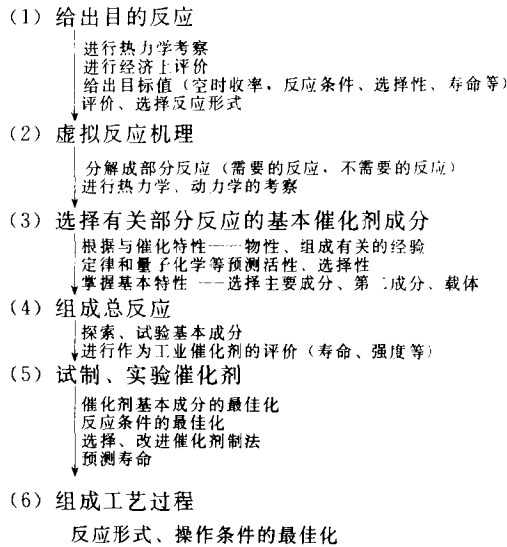 (1) 给出目的反应
进行热力学考察
进行经济上评价
给出目标值（空时收率，反应条件、选择性、寿命等）
评价、选择反应形式
(2) 虚拟反应机理
分解成部分反应（需要的反应，不需要的反应）
进行热力学、动力学的考察
(3) 选择有关部分反应的基本催化剂成分
根据与催化特性——物性、组成有关的经验
定律和量子化学等预测活性、选择性
掌握基本特性——选择主要成分、第二成分、载体
(4) 组成总反应
探索、试验基本成分
进行作为工业催化剂的评价（寿命、强度等）
(5) 试制、实验催化剂
催化剂基本成分的最佳化
反应条件的最佳化
选择、改进催化剂制法
预测寿命
(6) 组成工艺过程
反应形式、操作条件的最佳化